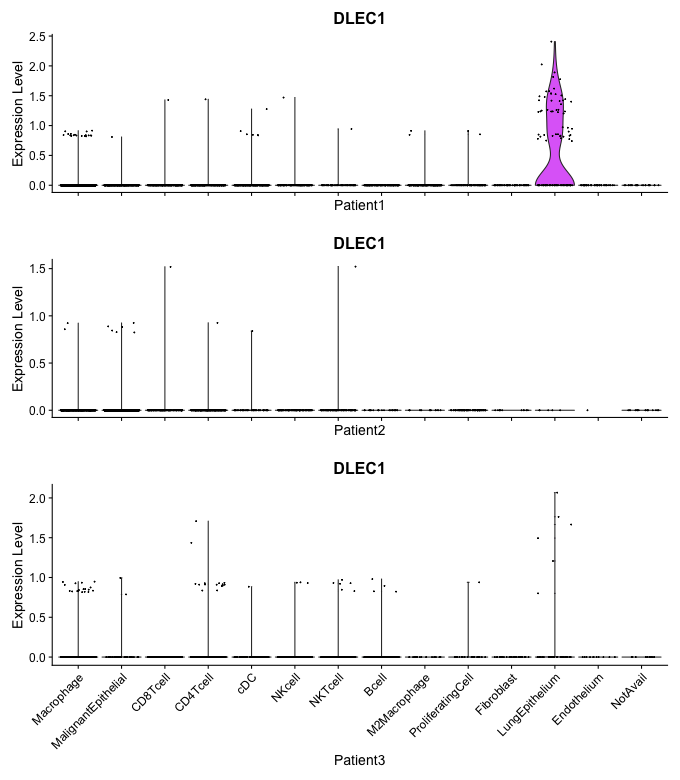 DLEC1
Expression Level
2.5
2.0
1.5
1.0
0.5
0.0
Patient1
DLEC1
Expression Level
1.5
1.0
0.5
0.0
Patient2
DLEC1
Expression Level
2.0
1.5
1.0
0.5
0.0
Macrophage
MalignantEpithelial
CD8Tcell
CD4Tcell
cDC
NKcell
NKTcell
Bcell
M2Macrophage
ProliferatingCell
Fibroblast
LungEpithelium
Endothelium
NotAvail
Patient3